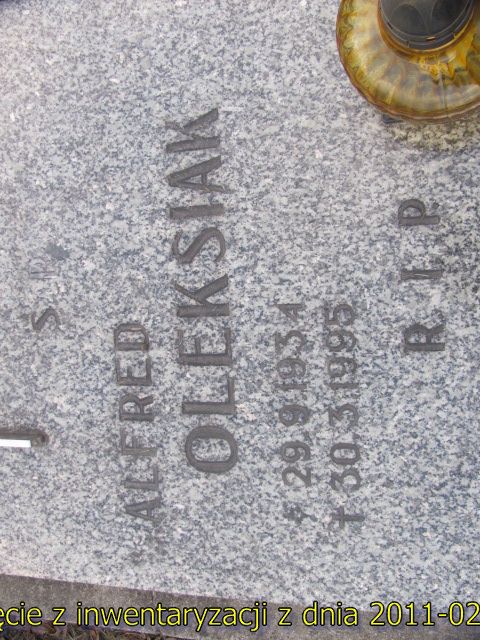 S P
ALFRED
OLEKSIAK
* 29.9.1934
† 30.3.1995
R I P
ęcie z inwentaryzacji z dnia 2011-02